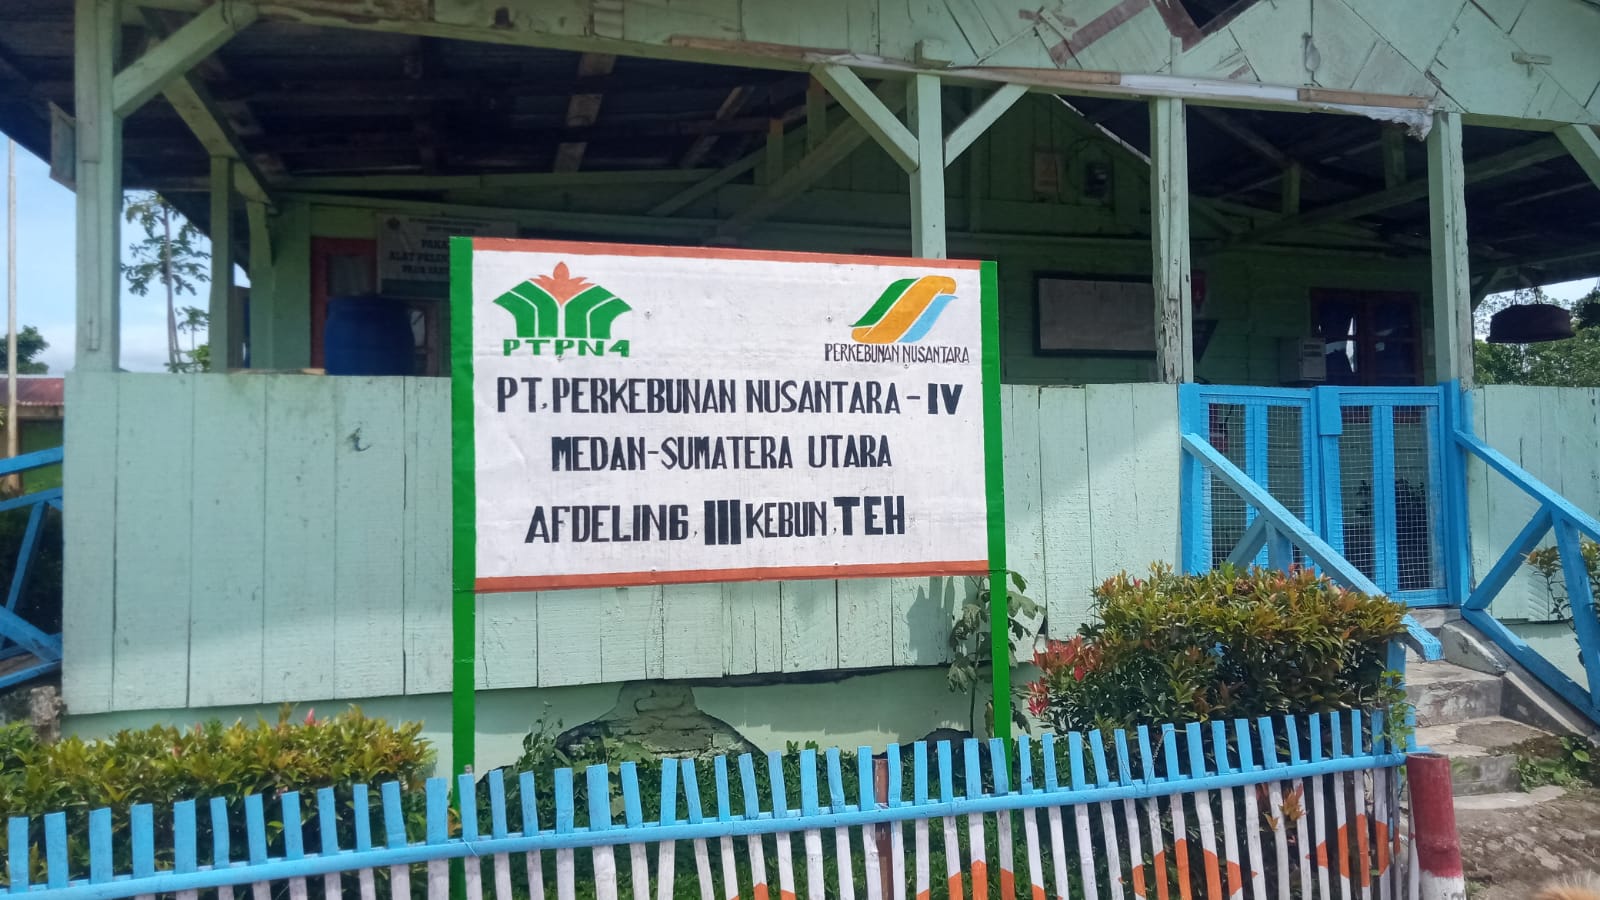 PTPN4
PERKEBUNAN NUSANTARA
PT. PERKEBUNAN NUSANTARA - IV
MEDAN-SUMATERA UTARA
AFDELING. III KEBUN. TEH